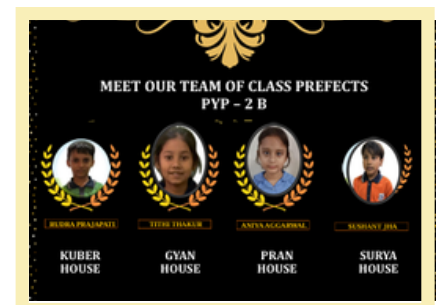 MEET OUR TEAM OF CLASS PREFECTS
PYP – 2 B
RUDRA PRAJAPATI
TITHI THAKUR
ANIYA AGGARWAL
SUSHANT JHA
KUBER HOUSE
GYAN HOUSE
PRAN HOUSE
SURYA HOUSE